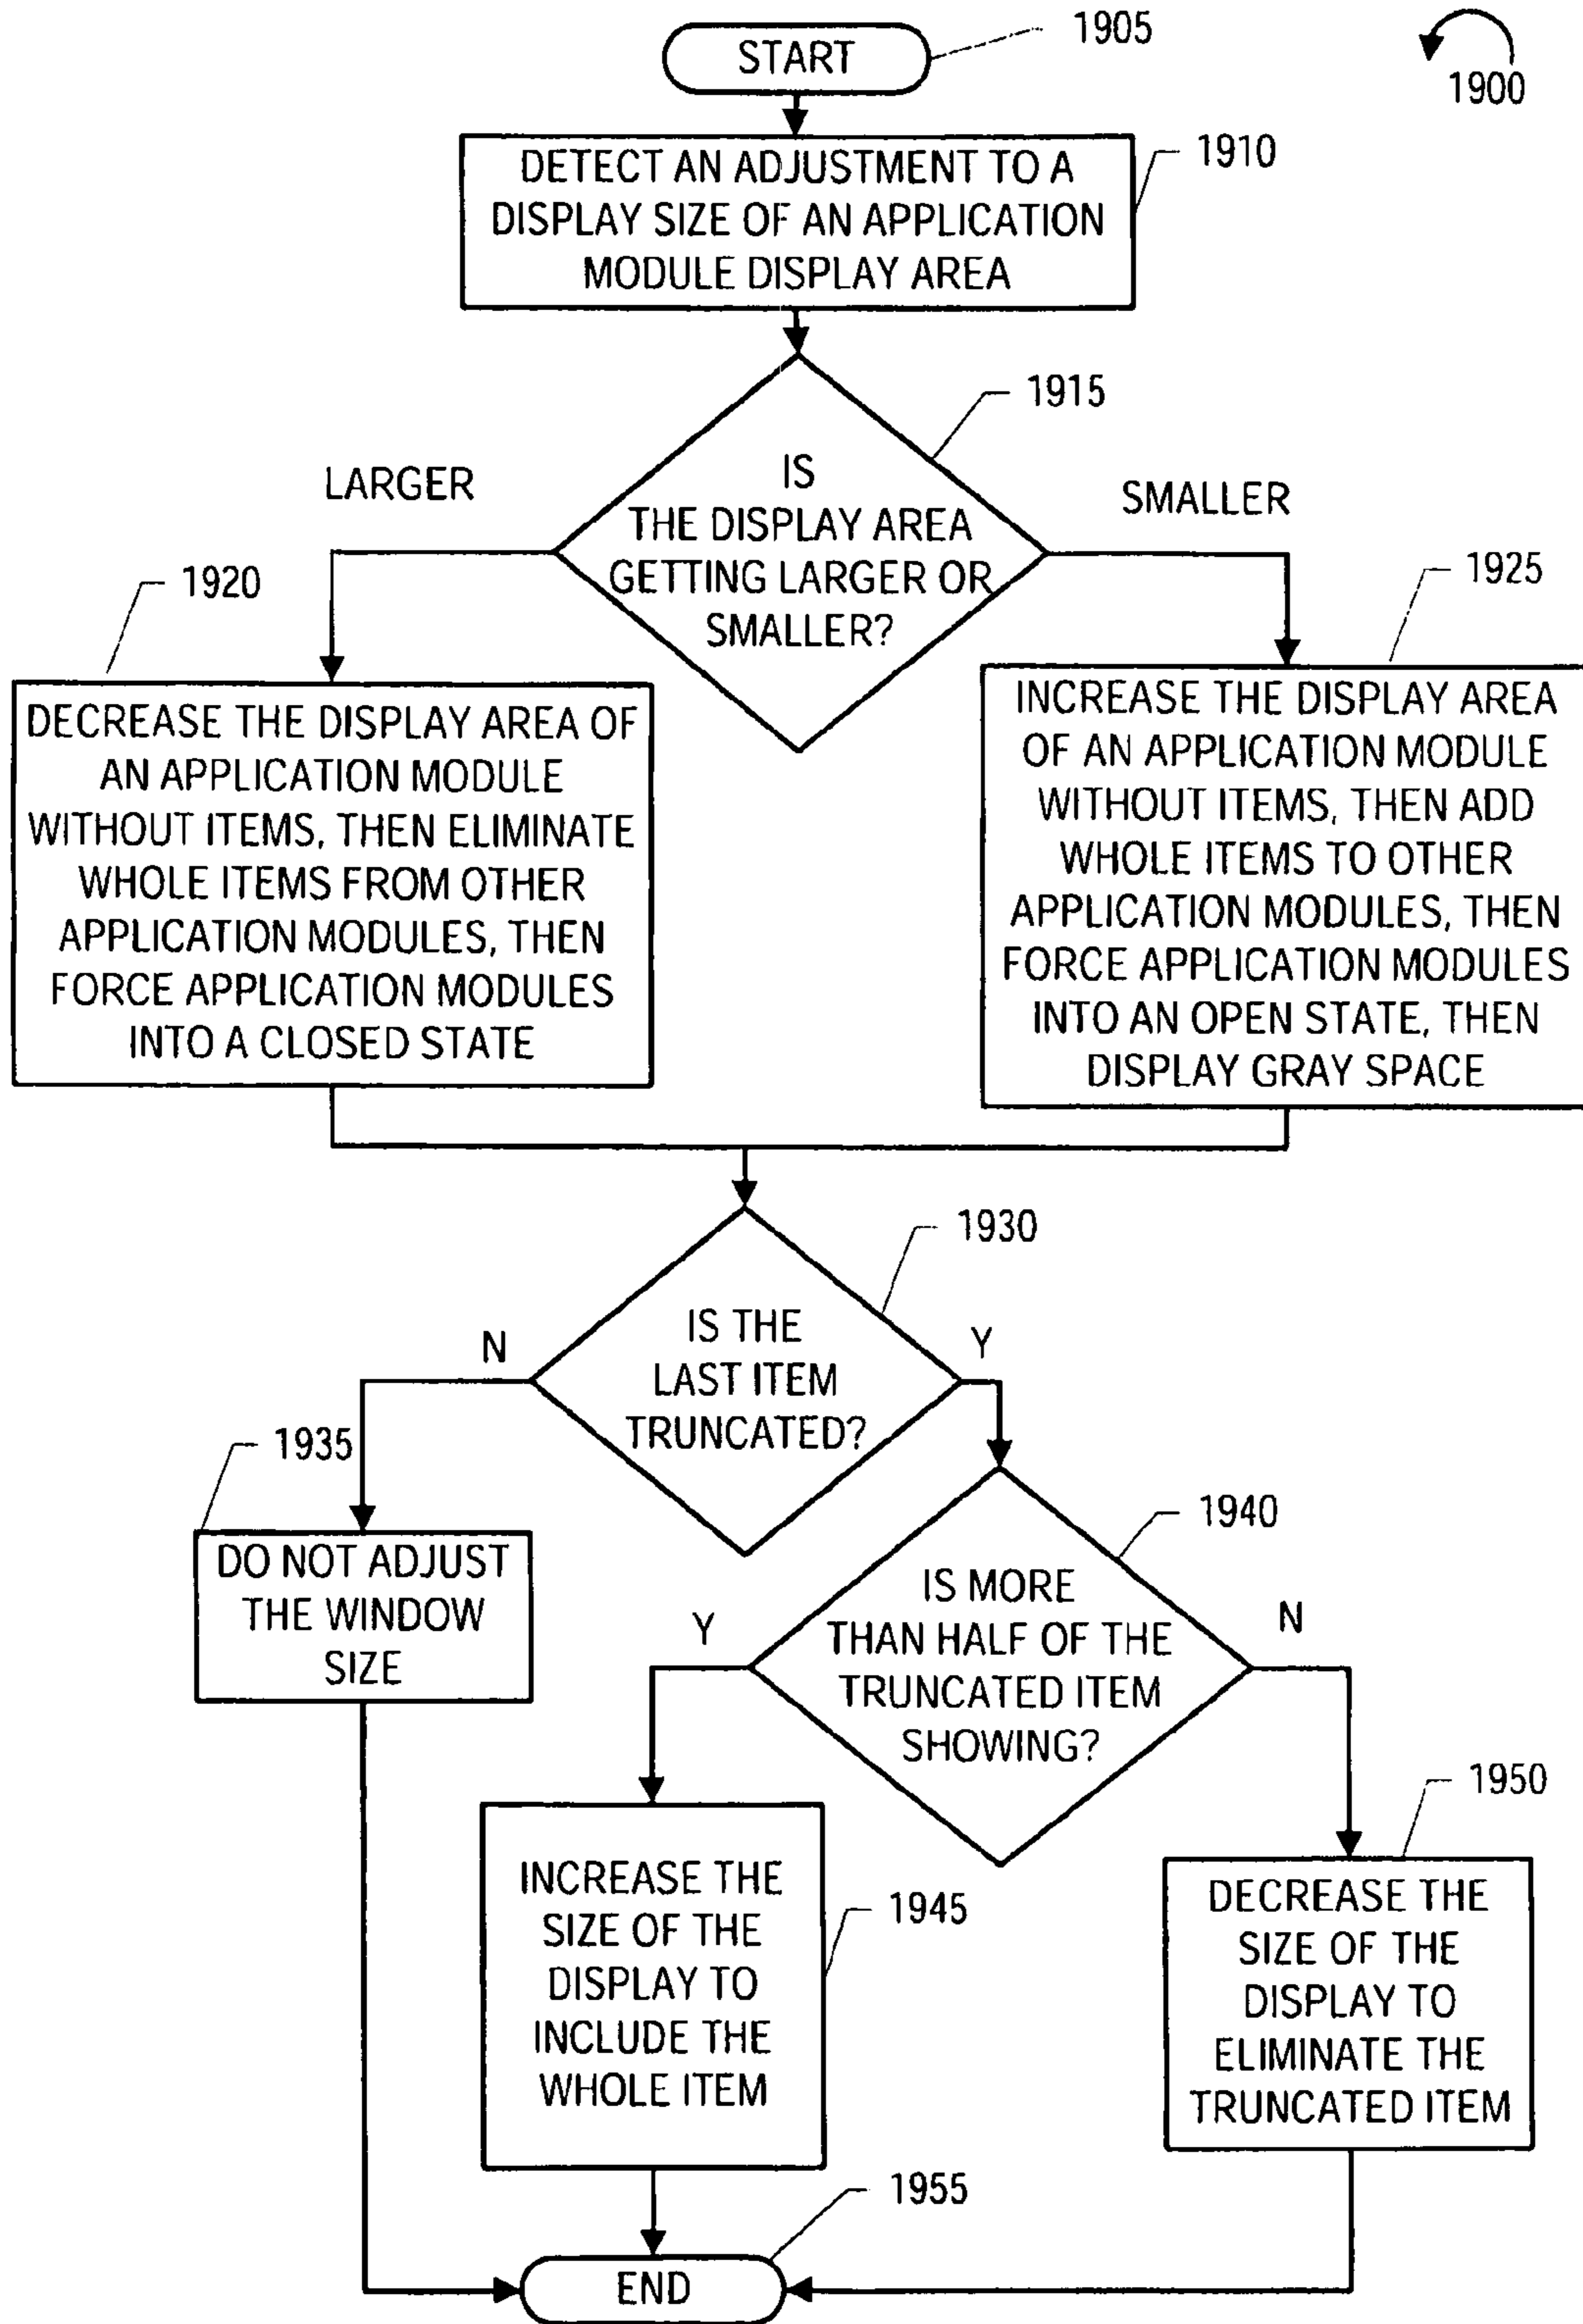 START
1905
1900
DETECT AN ADJUSTMENT TO A
DISPLAY SIZE OF AN APPLICATION
MODULE DISPLAY AREA
1910
1915
IS
THE DISPLAY AREA
GETTING LARGER OR
SMALLER?
LARGER
SMALLER
1920
DECREASE THE DISPLAY AREA OF
AN APPLICATION MODULE
WITHOUT ITEMS, THEN ELIMINATE
WHOLE ITEMS FROM OTHER
APPLICATION MODULES, THEN
FORCE APPLICATION MODULES
INTO A CLOSED STATE
1925
INCREASE THE DISPLAY AREA
OF AN APPLICATION MODULE
WITHOUT ITEMS, THEN ADD
WHOLE ITEMS TO OTHER
APPLICATION MODULES, THEN
FORCE APPLICATION MODULES
INTO AN OPEN STATE, THEN
DISPLAY GRAY SPACE
1930
IS THE
LAST ITEM
TRUNCATED?
N
Y
1935
DO NOT ADJUST
THE WINDOW
SIZE
1940
IS MORE
THAN HALF OF THE
TRUNCATED ITEM
SHOWING?
Y
N
INCREASE THE
SIZE OF THE
DISPLAY TO
INCLUDE THE
WHOLE ITEM
1945
1950
DECREASE THE
SIZE OF THE
DISPLAY TO
ELIMINATE THE
TRUNCATED ITEM
1955
END